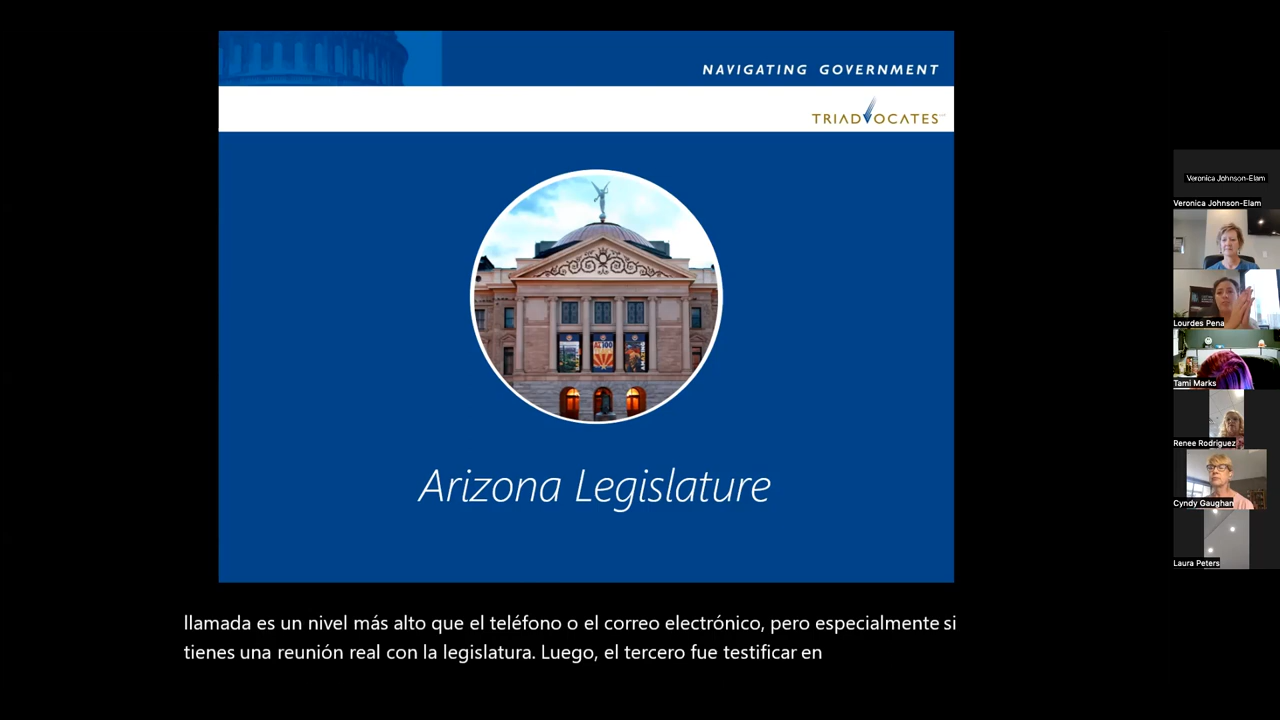 NAVIGATING GOVERNMENT
TRIADVOCATES
Arizona Legislature
llamada es un nivel más alto que el teléfono o el correo electrónico, pero especialmente si
tienes una reunión real con la legislatura. Luego, el tercero fue testificar en
Veronica Johnson-Elam
Veronica Johnson-Elam
Lourdes Pena
Tami Marks
Renee Rodriguez
Cyndy Gaughan
Laura Peters